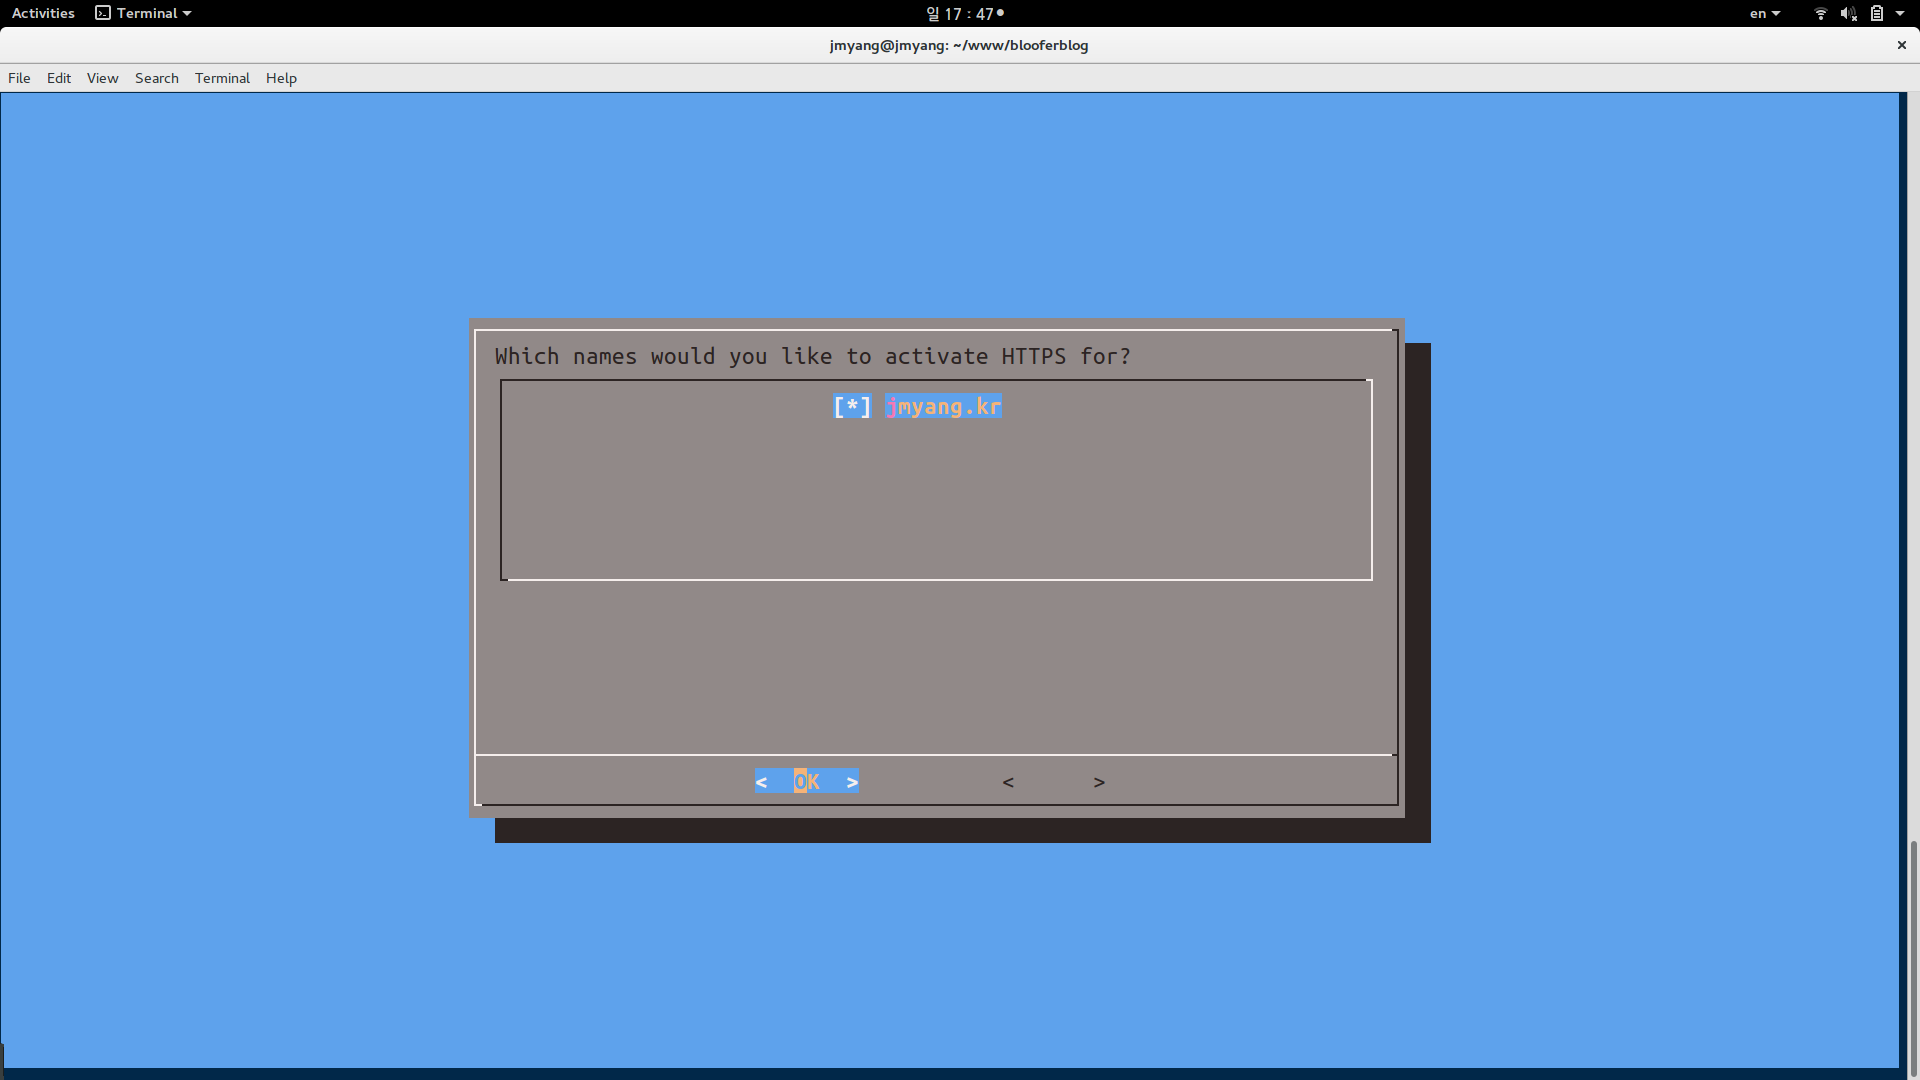 Activities Terminal 일 17 : 47 en
jmyang@jmyang: ~/www/blooferblog
File Edit View Search Terminal Help
Which names would you like to activate HTTPS for?
[*] jmyang.kr
< OK > < >